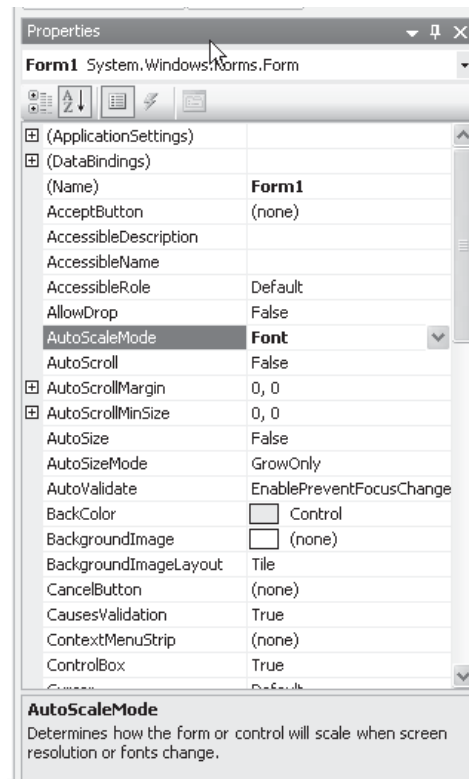 Properties
Form1 System.Windows.Forms.Form
(ApplicationSettings)
(DataBindings)
(Name) Form1
AcceptButton (none)
AccessibleDescription
AccessibleName
AccessibleRole Default
AllowDrop False
AutoScaleMode Font
AutoScroll False
AutoScrollMargin 0, 0
AutoScrollMinSize 0, 0
AutoSize False
AutoSizeMode GrowOnly
AutoValidate EnablePreventFocusChange
BackColor Control
BackgroundImage (none)
BackgroundImageLayout Tile
CancelButton (none)
CausesValidation True
ContextMenuStrip (none)
ControlBox True
Cursor Default
AutoScaleMode
Determines how the form or control will scale when screen
resolution or fonts change.